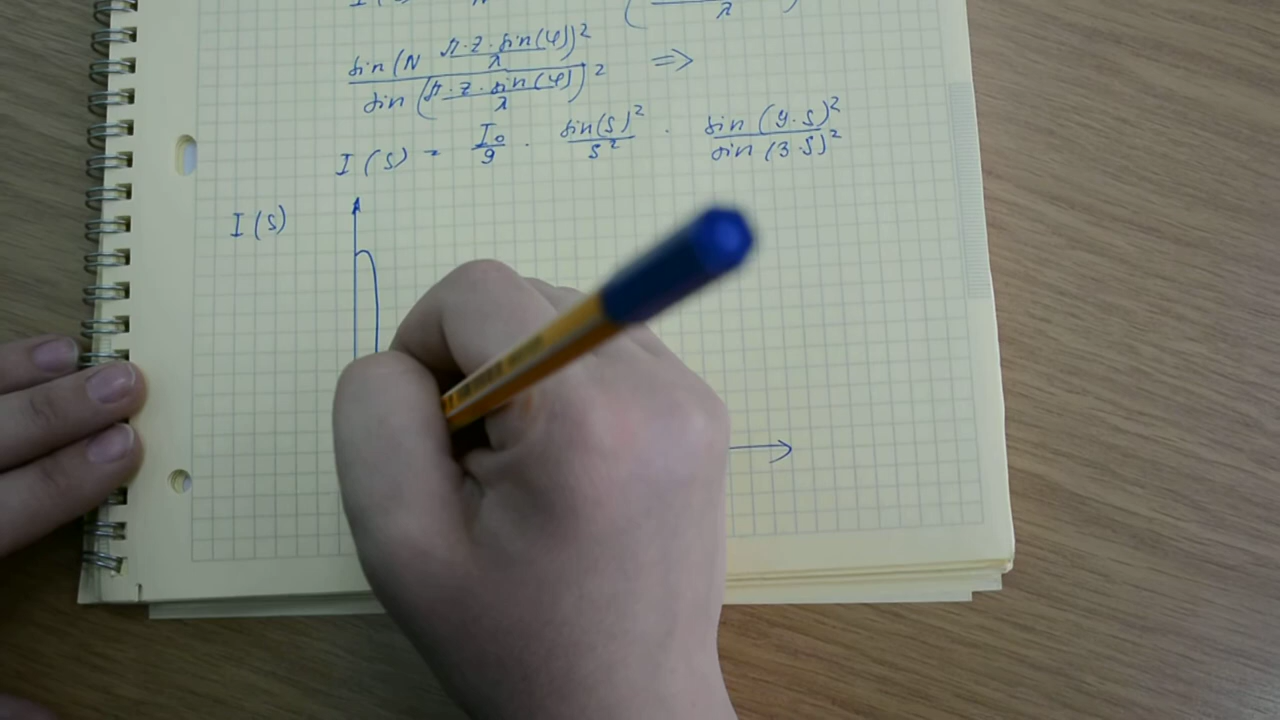 sin(N π·z·sin(φ)/λ)² / sin(π·z·sin(φ)/λ)² =>
I(s) = I₀/9 · sin(s)²/s² · sin(9·s)²/sin(3·s)²
I(s)